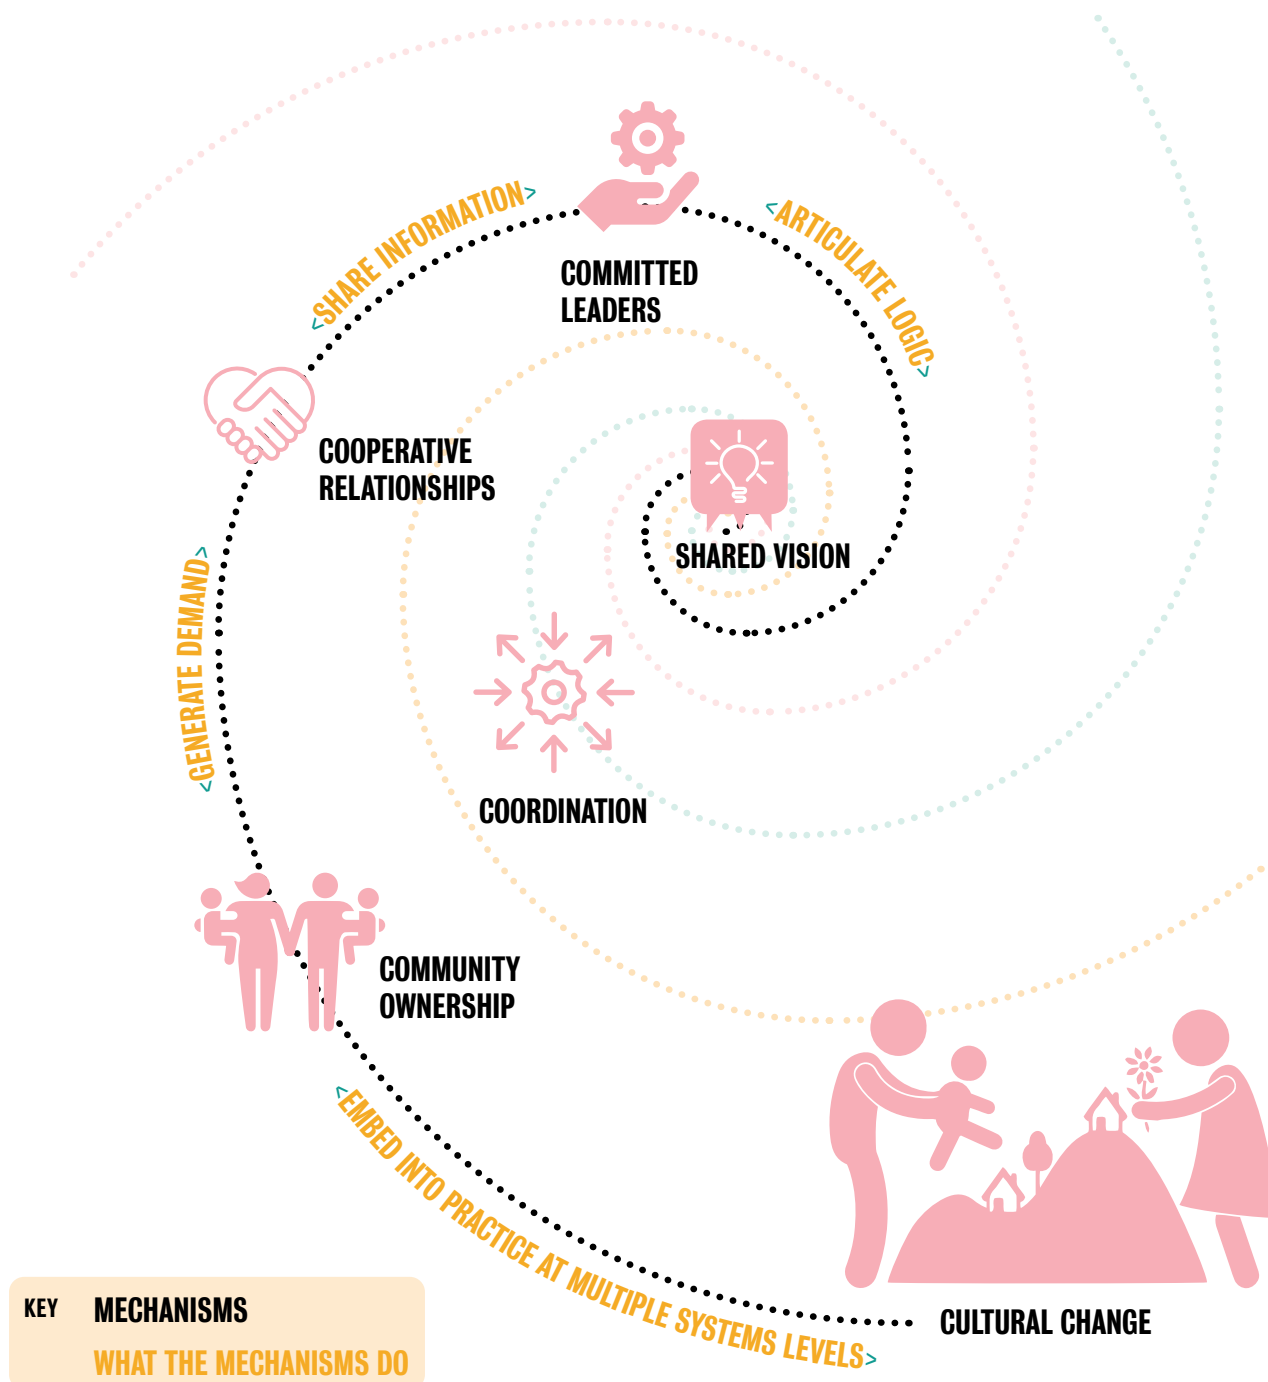 <SHARE INFORMATION>
<ARTICULATE LOGIC>
COMMITTED
LEADERS
COOPERATIVE
RELATIONSHIPS
SHARED VISION
<GENERATE DEMAND>
COORDINATION
COMMUNITY
OWNERSHIP
<EMBED INTO PRACTICE AT MULTIPLE SYSTEMS LEVELS>
CULTURAL CHANGE
KEY MECHANISMS
WHAT THE MECHANISMS DO